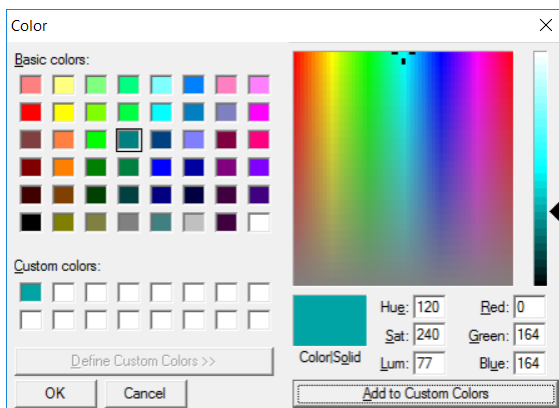 Color
Basic colors:
Custom colors:
Define Custom Colors >>
OK Cancel
Color|Solid
Hue: 120 Red: 0
Sat: 240 Green: 164
Lum: 77 Blue: 164
Add to Custom Colors